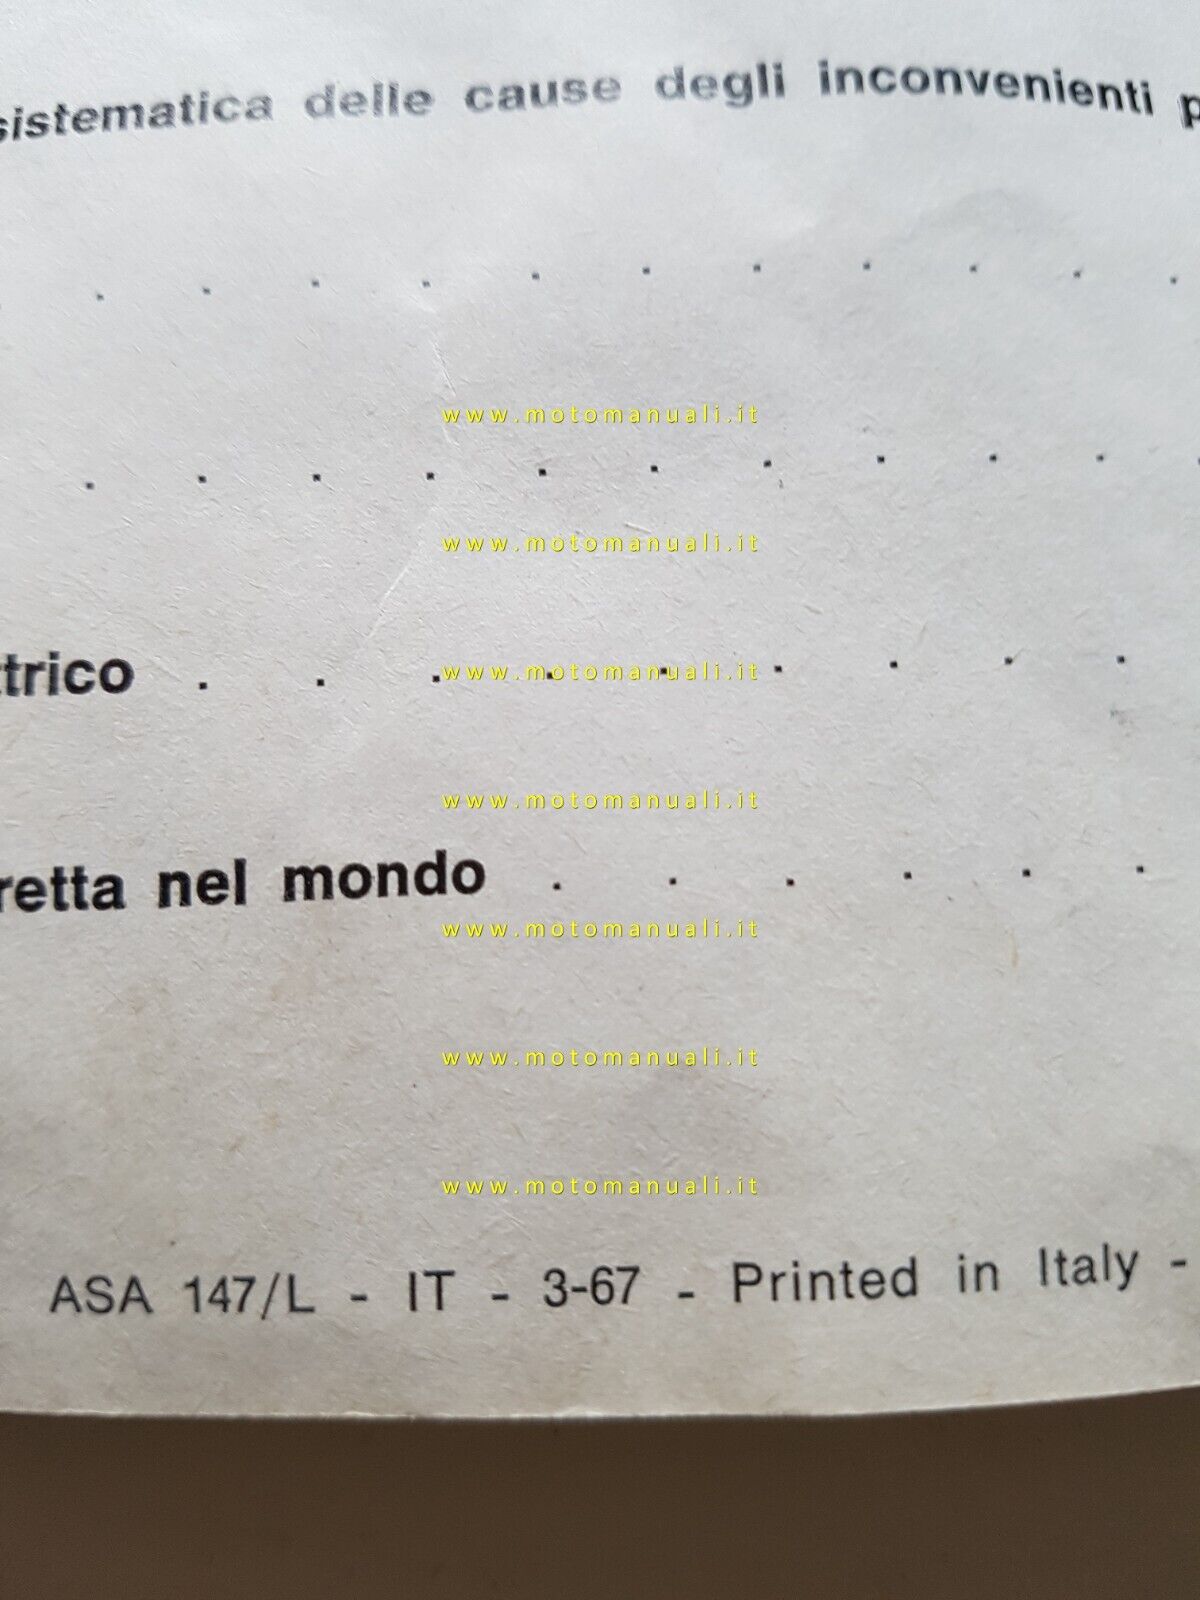 sistematica delle cause degli inconvenienti p
. . . . . . . . . . . .
www.motomanuali.it
. . . . . . . . . . .
www.motomanuali.it
ttrico . . . . . . . . .
www.motomanuali.it
www.motomanuali.it
retta nel mondo . . . . . .
www.motomanuali.it
www.motomanuali.it
www.motomanuali.it
ASA 147/L - IT - 3-67 - Printed in Italy -